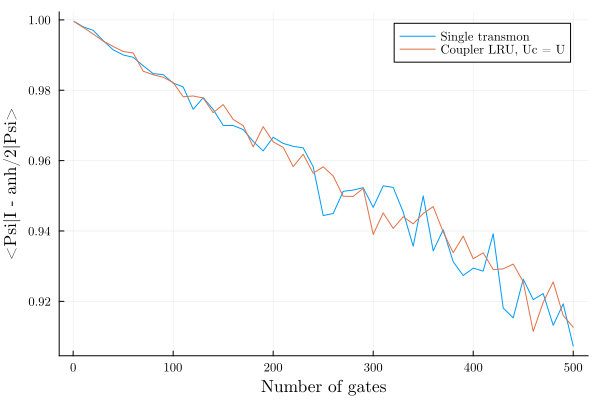 1.00
0.98
0.96
0.94
0.92
<Psi|I - anh/2|Psi>
Single transmon
Coupler LRU, Uc = U
0 100 200 300 400 500
Number of gates